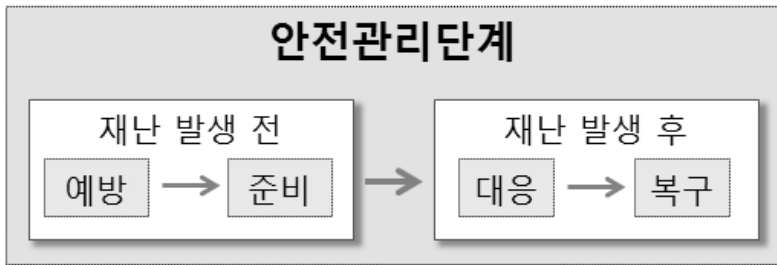 안전관리단계
재난 발생 전
예방 → 준비
→
재난 발생 후
대응 → 복구